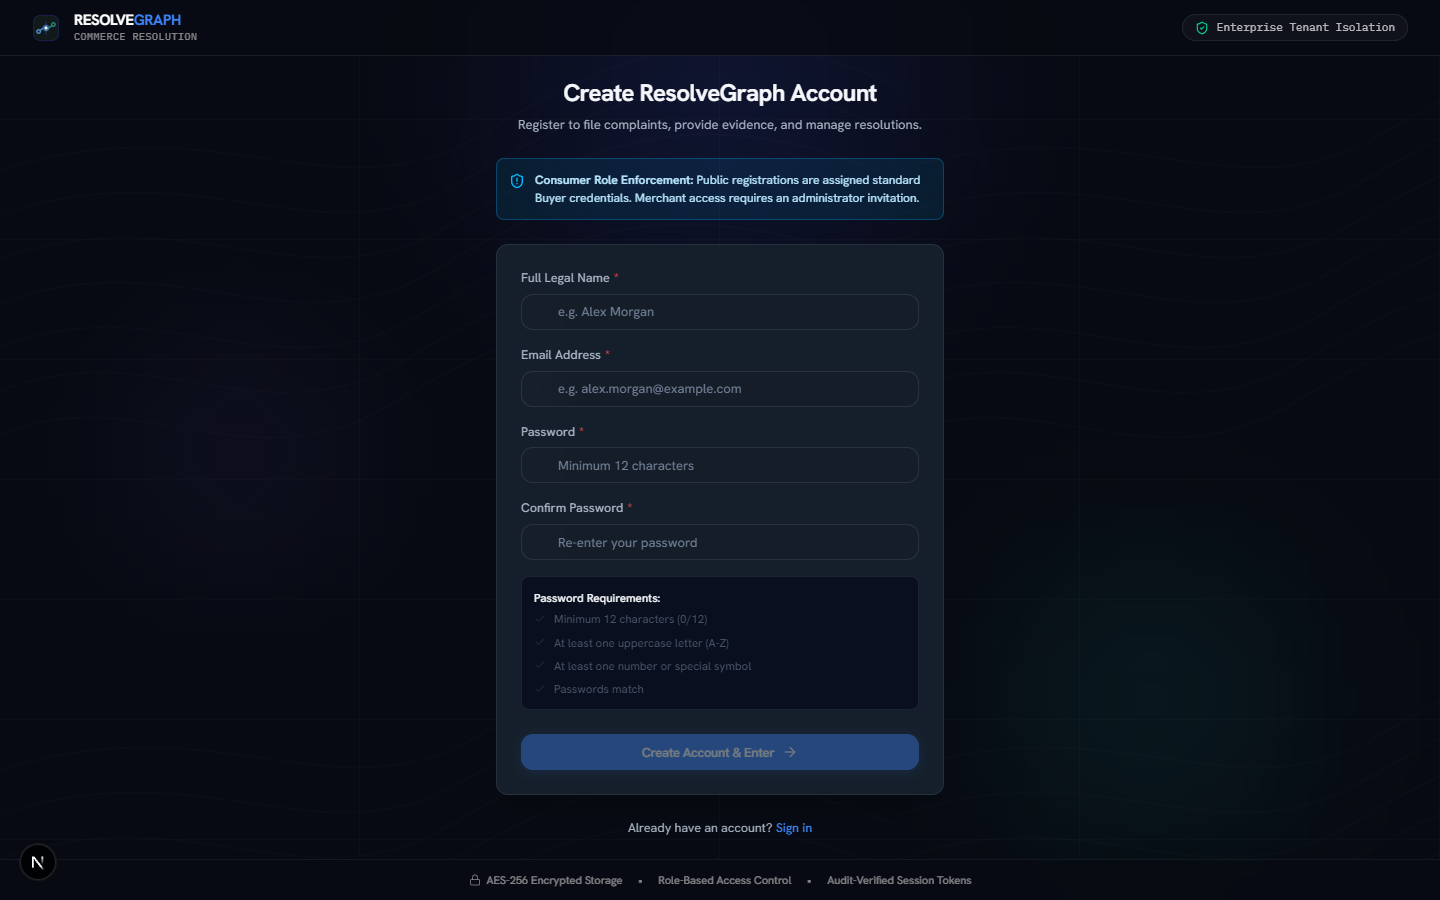 RESOLVEGRAPH
COMMERCE RESOLUTION
Enterprise Tenant Isolation
Create ResolveGraph Account
Register to file complaints, provide evidence, and manage resolutions.
Consumer Role Enforcement: Public registrations are assigned standard
Buyer credentials. Merchant access requires an administrator invitation.
Full Legal Name *
e.g. Alex Morgan
Email Address *
e.g. alex.morgan@example.com
Password *
Minimum 12 characters
Confirm Password *
Re-enter your password
Password Requirements:
Minimum 12 characters (0/12)
At least one uppercase letter (A-Z)
At least one number or special symbol
Passwords match
Create Account & Enter →
Already have an account? Sign in
N
AES-256 Encrypted Storage • Role-Based Access Control • Audit-Verified Session Tokens